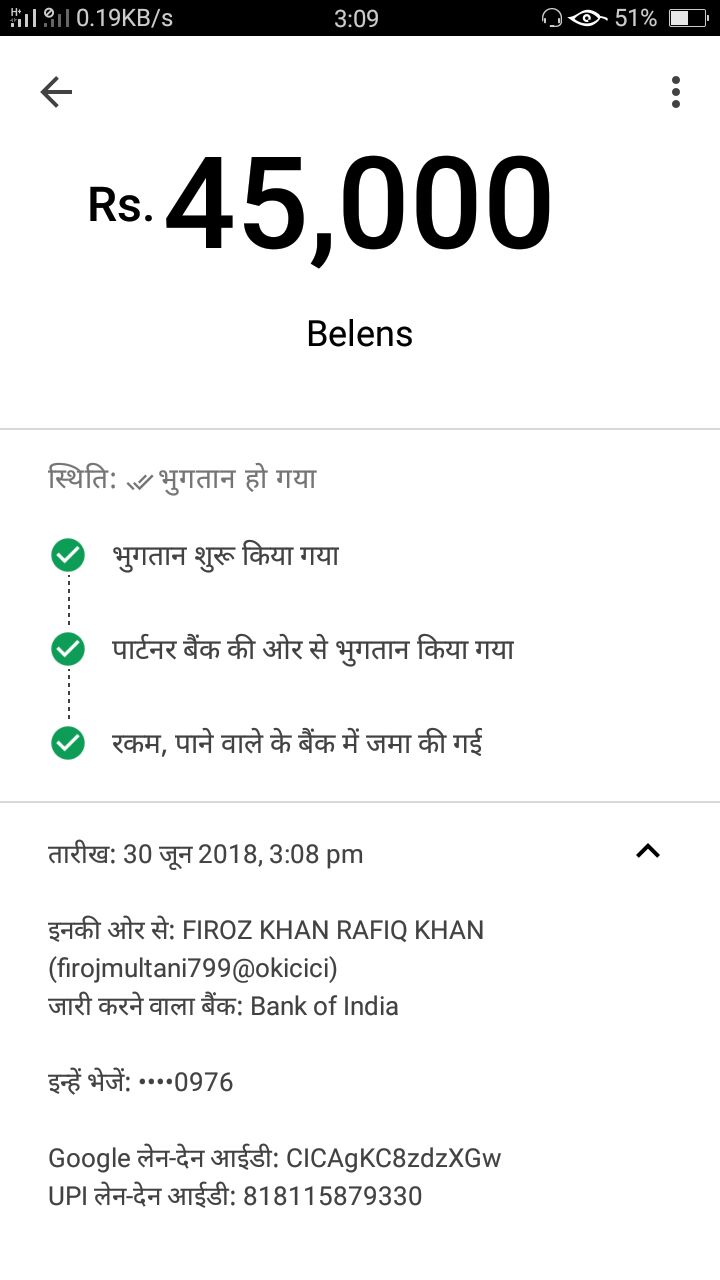 0.19KB/s 3:09 51%
Rs. 45,000
Belens
स्थिति: भुगतान हो गया
भुगतान शुरू किया गया
पार्टनर बैंक की ओर से भुगतान किया गया
रकम, पाने वाले के बैंक में जमा की गई
तारीख: 30 जून 2018, 3:08 pm
इनकी ओर से: FIROZ KHAN RAFIQ KHAN
(firojmultani799@okicici)
जारी करने वाला बैंक: Bank of India
इन्हें भेजें: ••••0976
Google लेन-देन आईडी: CICAgKC8zdzXGw
UPI लेन-देन आईडी: 818115879330